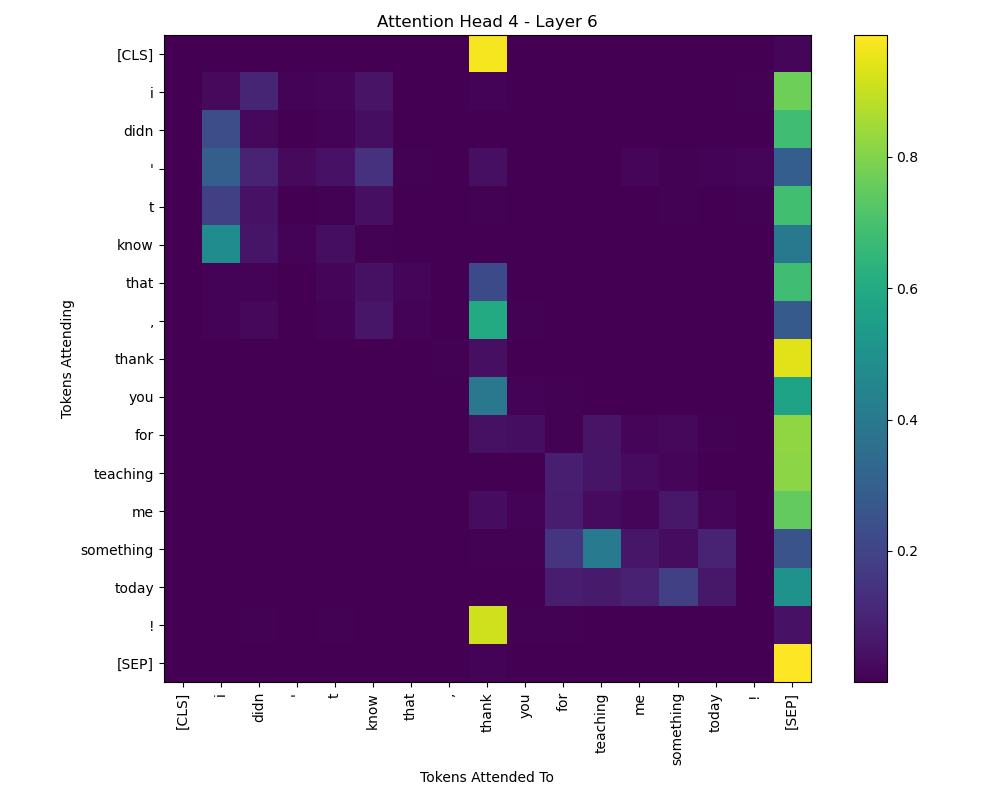 Attention Head 4 - Layer 6
[CLS]
i
didn
'
t
know
that
,
thank
you
for
teaching
me
something
today
!
[SEP]
Tokens Attending
[CLS]
i
didn
'
t
know
that
,
thank
you
for
teaching
me
something
today
!
[SEP]
Tokens Attended To
0.8
0.6
0.4
0.2